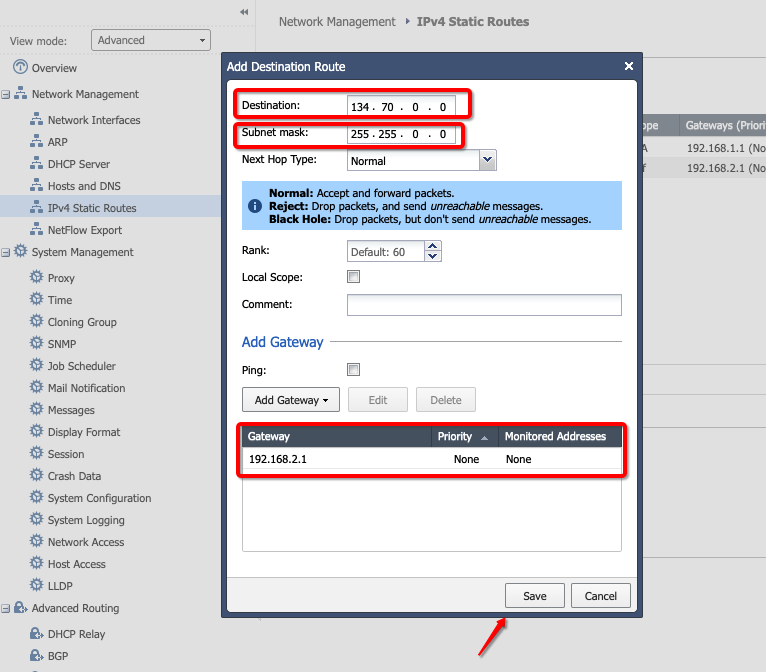 Network Management ▸ IPv4 Static Routes
View mode: Advanced
Overview
Network Management
Network Interfaces
ARP
DHCP Server
Hosts and DNS
IPv4 Static Routes
NetFlow Export
System Management
Proxy
Time
Cloning Group
SNMP
Job Scheduler
Mail Notification
Messages
Display Format
Session
Crash Data
System Configuration
System Logging
Network Access
Host Access
LLDP
Advanced Routing
DHCP Relay
BGP
Add Destination Route
Destination: 134 . 70 . 0 . 0
Subnet mask: 255 . 255 . 0 . 0
Next Hop Type: Normal
Normal: Accept and forward packets.
Reject: Drop packets, and send unreachable messages.
Black Hole: Drop packets, but don't send unreachable messages.
Rank: Default: 60
Local Scope:
Comment:
Add Gateway
Ping:
Add Gateway Edit Delete
Gateway Priority Monitored Addresses
192.168.2.1 None None
Save Cancel
Gateways (Priori
192.168.1.1 (No
192.168.2.1 (No